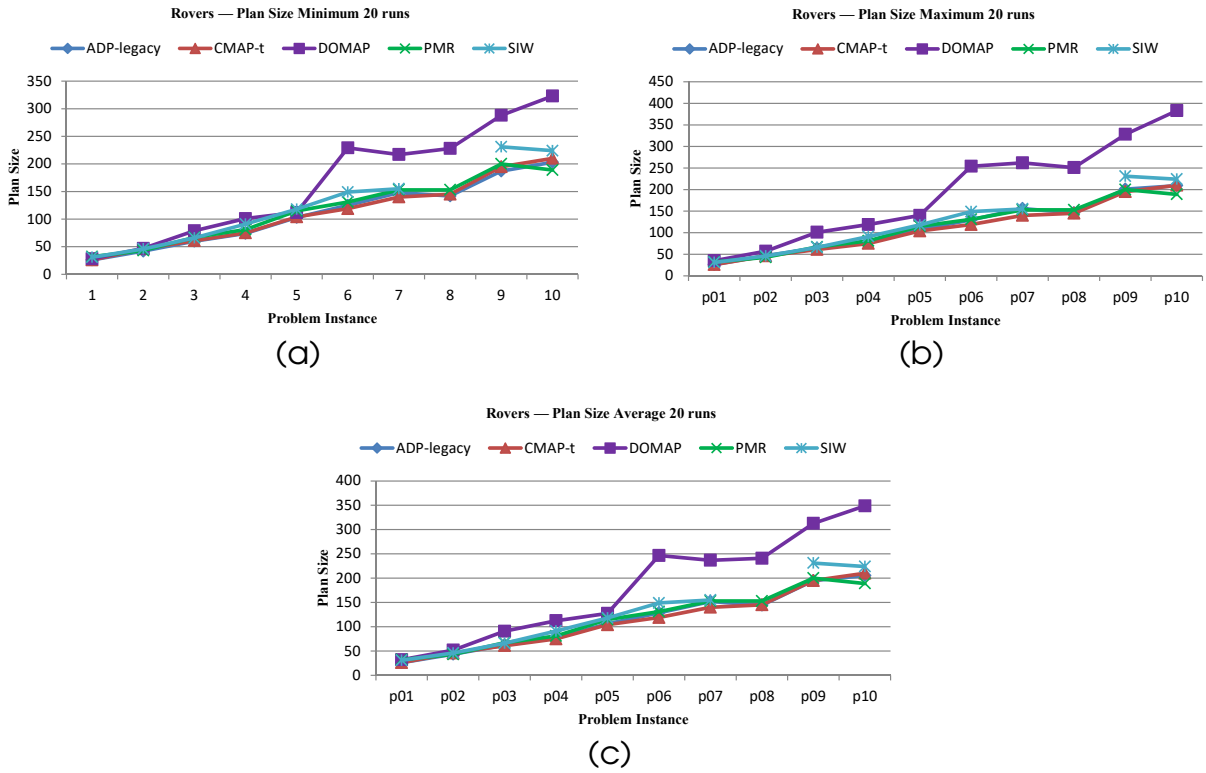 Rovers — Plan Size Minimum 20 runs
ADP-legacy CMAP-t DOMAP PMR SIW
350
300
250
200
150
100
50
0
Plan Size
1 2 3 4 5 6 7 8 9 10
Problem Instance
(a)
Rovers — Plan Size Maximum 20 runs
ADP-legacy CMAP-t DOMAP PMR SIW
450
400
350
300
250
200
150
100
50
0
Plan Size
p01 p02 p03 p04 p05 p06 p07 p08 p09 p10
Problem Instance
(b)
Rovers — Plan Size Average 20 runs
ADP-legacy CMAP-t DOMAP PMR SIW
400
350
300
250
200
150
100
50
0
Plan Size
p01 p02 p03 p04 p05 p06 p07 p08 p09 p10
Problem Instance
(c)